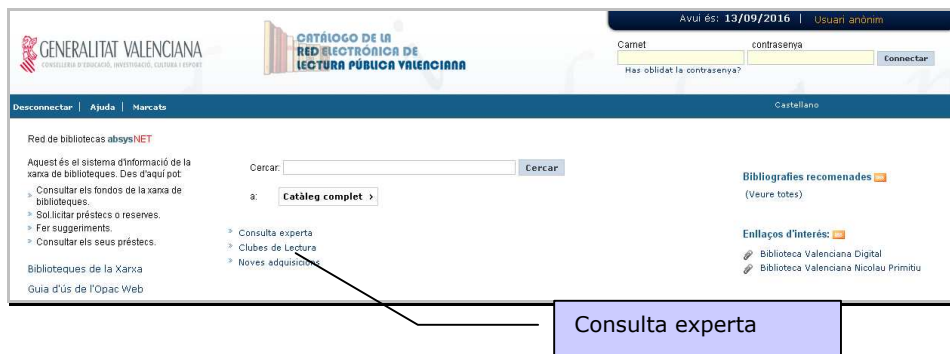 Avui és: 13/09/2016 | Usuari anònim
GENERALITAT VALENCIANA
CONSELLERIA D'EDUCACIÓ, INVESTIGACIÓ, CULTURA I ESPORT
CATÁLOGO DE LA
RED ELECTRÓNICA DE
LECTURA PÚBLICA VALENCIANA
Carnet contrasenya
Connectar
Has oblidat la contrasenya?
Desconnectar | Ajuda | Marcats
Castellano
Red de bibliotecas absysNET
Aquest és el sistema d'informació de la
xarxa de biblioteques. Des d'aquí pot:
» Consultar els fondos de la xarxa de
biblioteques.
» Sol.licitar préstecs o reserves.
» Fer suggeriments.
» Consultar els seus préstecs.
Biblioteques de la Xarxa
Guia d'ús de l'Opac Web
Cercar: Cercar
a: Catàleg complet >
» Consulta experta
» Clubes de Lectura
» Noves adquisicions
Bibliografies recomenades
(Veure totes)
Enllaços d'interés:
Biblioteca Valenciana Digital
Biblioteca Valenciana Nicolau Primitiu
Consulta experta